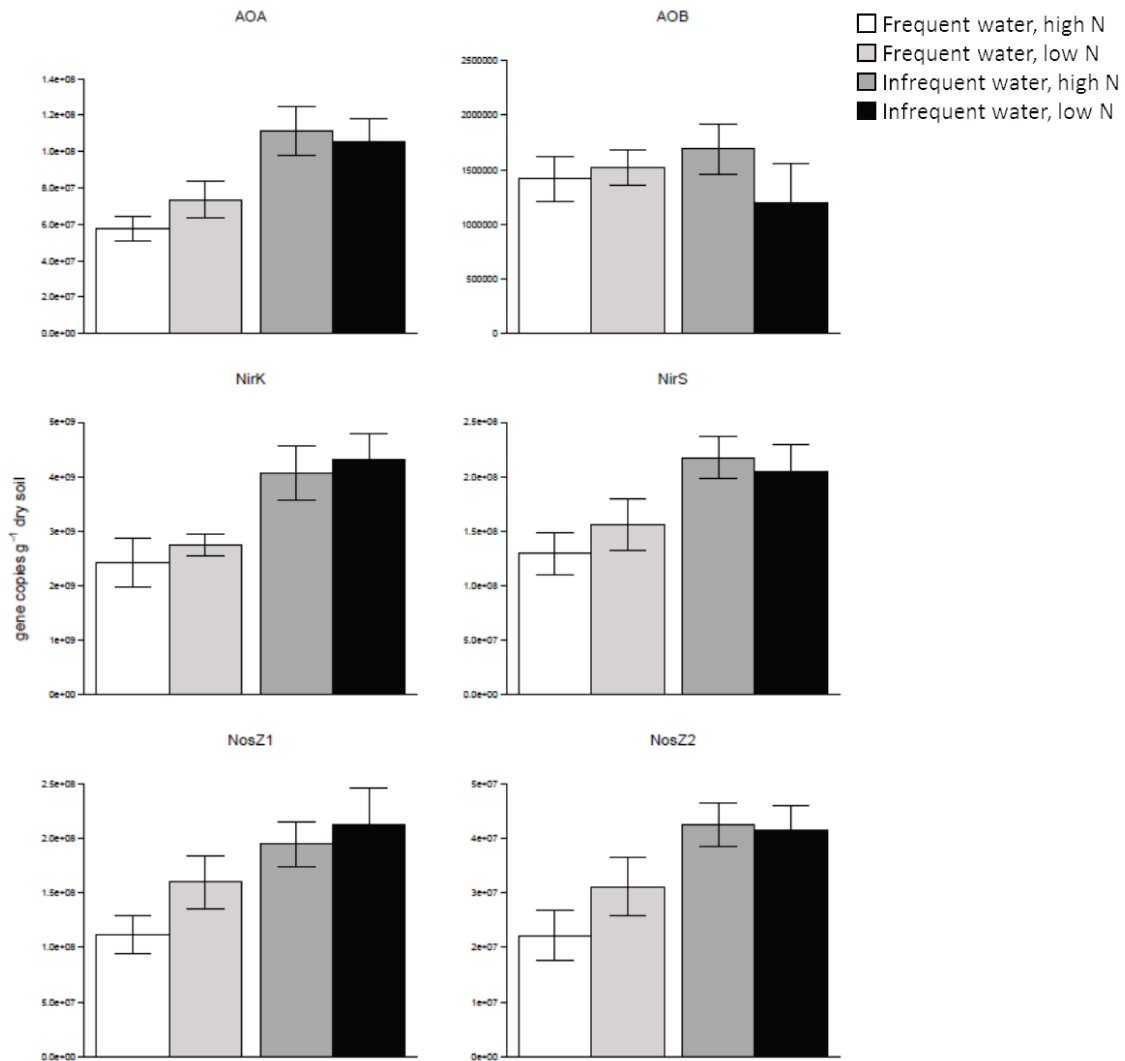 AOA
AOB
Frequent water, high N
Frequent water, low N
Infrequent water, high N
Infrequent water, low N
1.4e+08
1.2e+08
1.0e+08
8.0e+07
6.0e+07
4.0e+07
2.0e+07
0.0e+00
2500000
2000000
1500000
1000000
500000
0
NirK
NirS
gene copies g⁻¹ dry soil
5e+09
4e+09
3e+09
2e+09
1e+09
0e+00
2.5e+08
2.0e+08
1.5e+08
1.0e+08
5.0e+07
0.0e+00
NosZ1
NosZ2
2.5e+08
2.0e+08
1.5e+08
1.0e+08
5.0e+07
0.0e+00
5e+07
4e+07
3e+07
2e+07
1e+07
0e+00